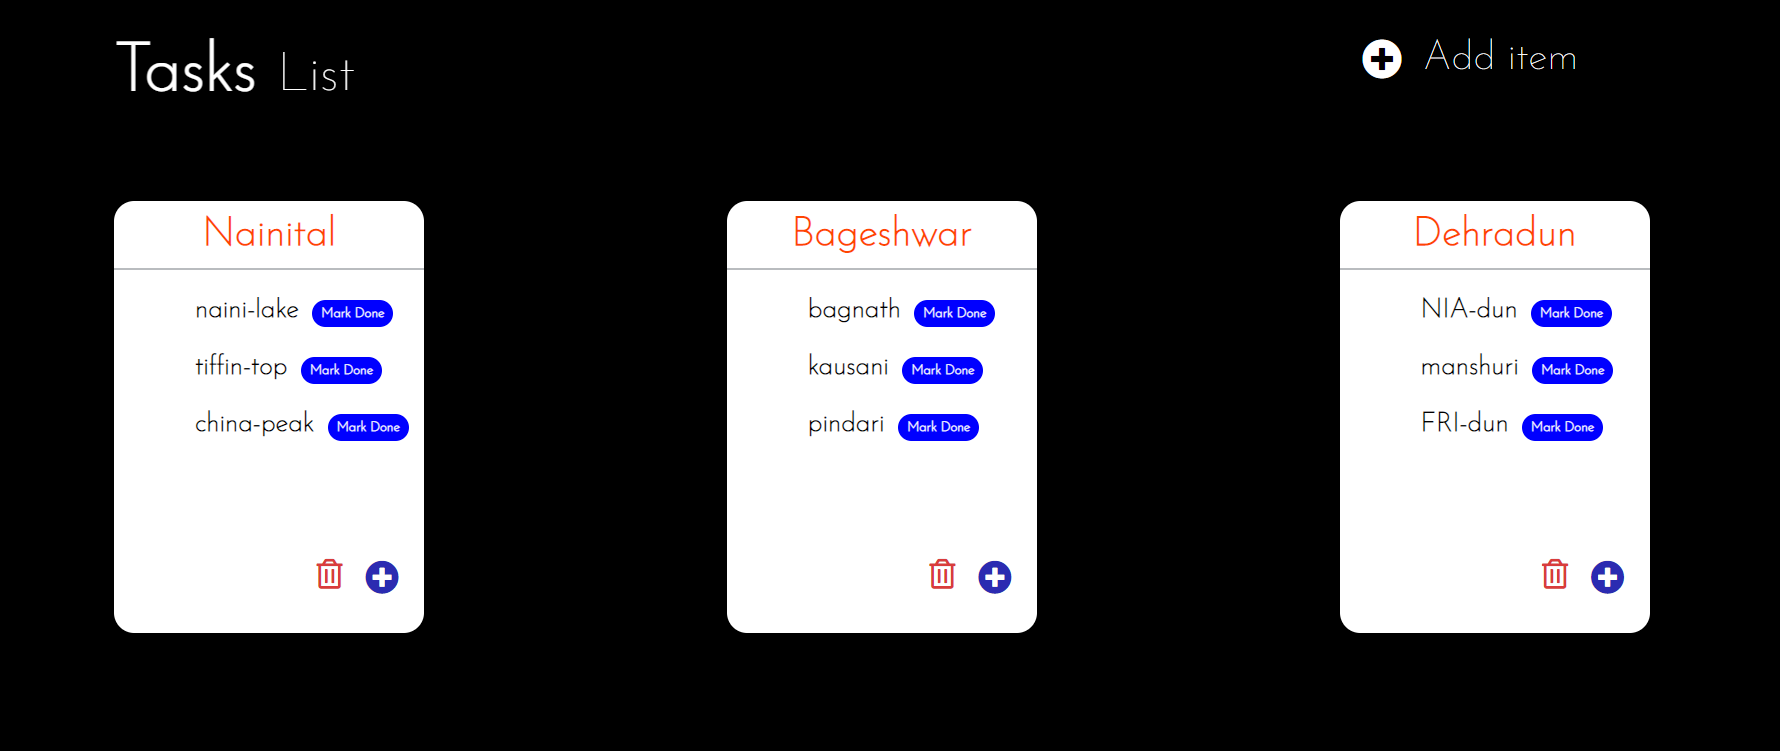 Tasks List
Add item
Nainital
naini-lake Mark Done
tiffin-top Mark Done
china-peak Mark Done
Bageshwar
bagnath Mark Done
kausani Mark Done
pindari Mark Done
Dehradun
NIA-dun Mark Done
manshuri Mark Done
FRI-dun Mark Done